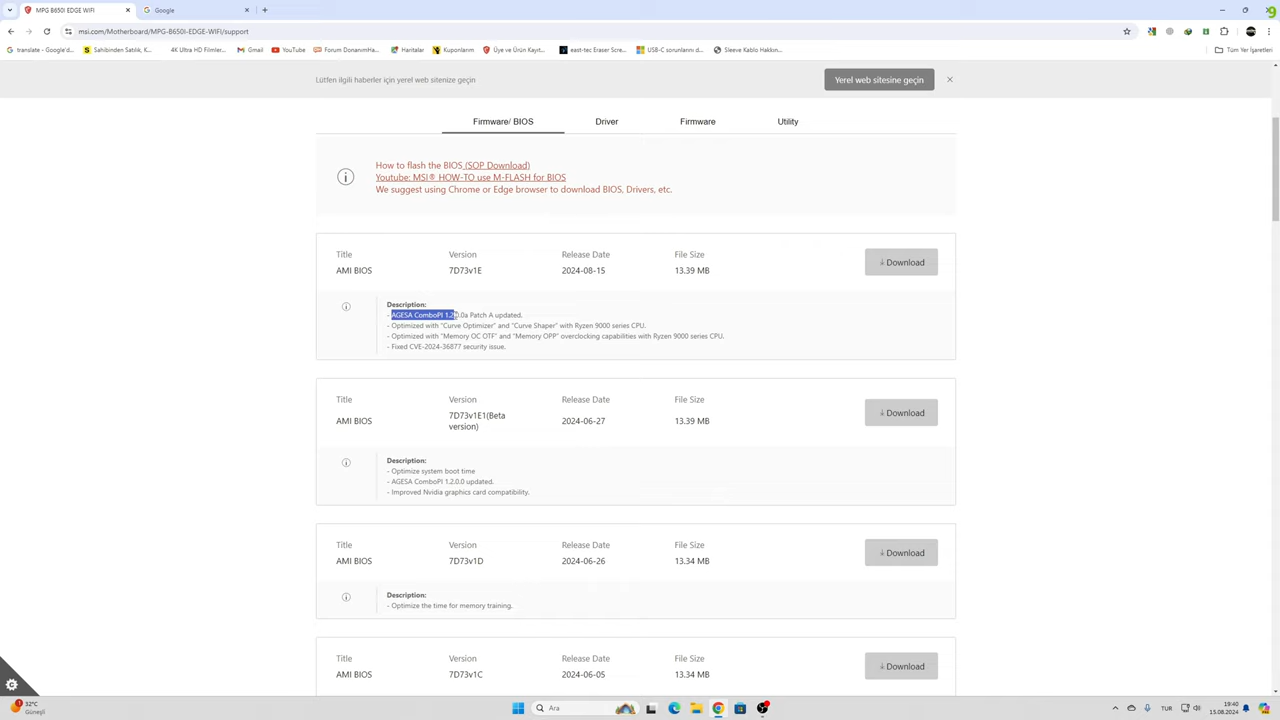 MPG B650I EDGE WIFI
Google
msi.com/Motherboard/MPG-B650I-EDGE-WIFI/support
translate - Google'd...
Sahibinden Satılık, K...
4K Ultra HD Filmler...
Gmail
YouTube
Forum DonanımHa...
Haritalar
Kuponlarım
Üye ve Ürün Kayıt...
aast-tec Eraser Scre...
USB-C sorunlarını d...
Sleeve Kablo Hakkın...
Tüm Yer İşaretleri
Lütfen ilgili haberler için yerel web sitenize geçin
Yerel web sitesine geçin
Firmware/ BIOS
Driver
Firmware
Utility
How to flash the BIOS (SOP Download)
Youtube: MSI® HOW-TO use M-FLASH for BIOS
We suggest using Chrome or Edge browser to download BIOS, Drivers, etc.
Title Version Release Date File Size
AMI BIOS 7D73v1E 2024-08-15 13.39 MB
Download
Description:
- AGESA ComboPI 1.2.0.0a Patch A updated.
- Optimized with "Curve Optimizer" and "Curve Shaper" with Ryzen 9000 series CPU.
- Optimized with "Memory OC OTF" and "Memory OPP" overclocking capabilities with Ryzen 9000 series CPU.
- Fixed CVE-2024-36877 security issue.
Title Version Release Date File Size
AMI BIOS 7D73v1E1(Beta version) 2024-06-27 13.39 MB
Download
Description:
- Optimize system boot time
- AGESA ComboPI 1.2.0.0 updated.
- Improved Nvidia graphics card compatibility.
Title Version Release Date File Size
AMI BIOS 7D73v1D 2024-06-26 13.34 MB
Download
Description:
- Optimize the time for memory training.
Title Version Release Date File Size
AMI BIOS 7D73v1C 2024-06-05 13.34 MB
Download
32°C
Güneşli
Ara
TUR
19:40
15.08.2024